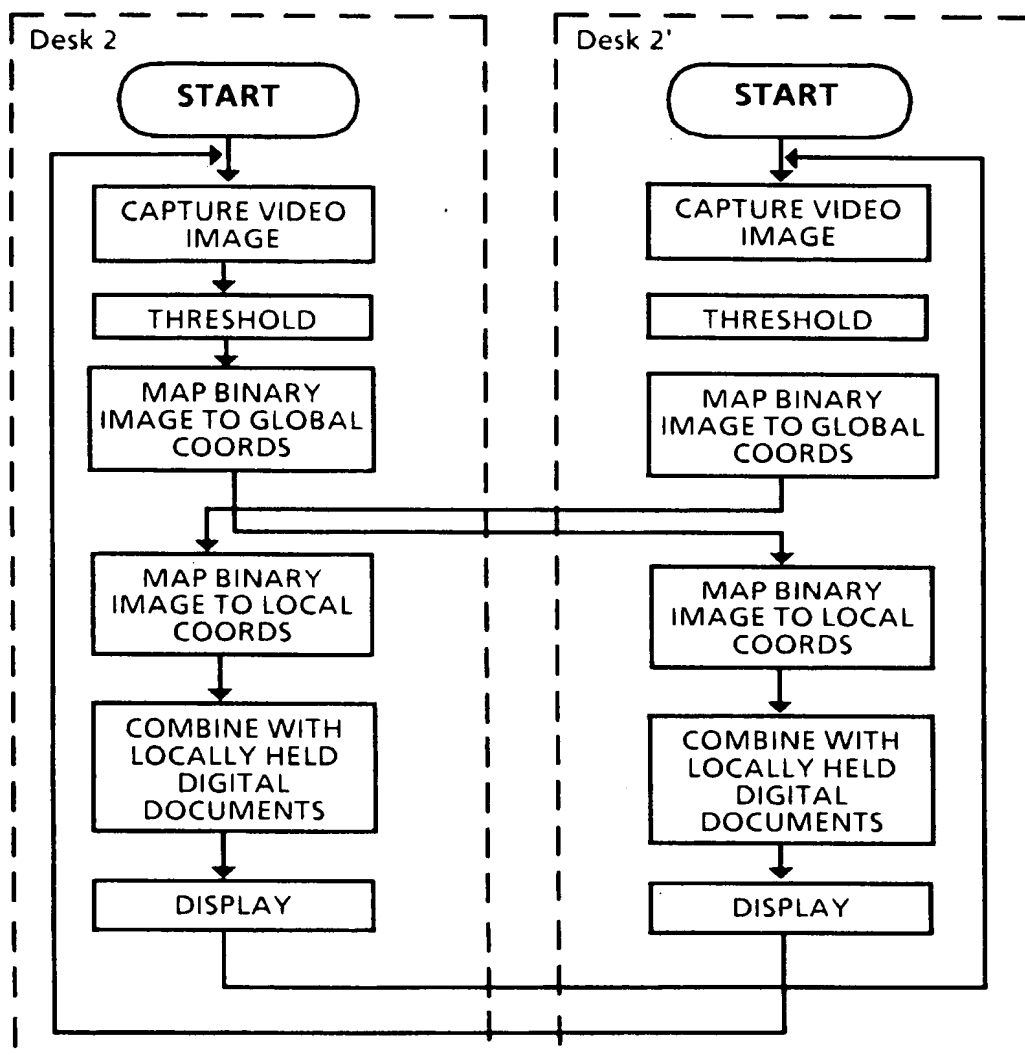 Desk 2
START
CAPTURE VIDEO
IMAGE
THRESHOLD
MAP BINARY
IMAGE TO GLOBAL
COORDS
MAP BINARY
IMAGE TO LOCAL
COORDS
COMBINE WITH
LOCALLY HELD
DIGITAL
DOCUMENTS
DISPLAY
Desk 2'
START
CAPTURE VIDEO
IMAGE
THRESHOLD
MAP BINARY
IMAGE TO GLOBAL
COORDS
MAP BINARY
IMAGE TO LOCAL
COORDS
COMBINE WITH
LOCALLY HELD
DIGITAL
DOCUMENTS
DISPLAY